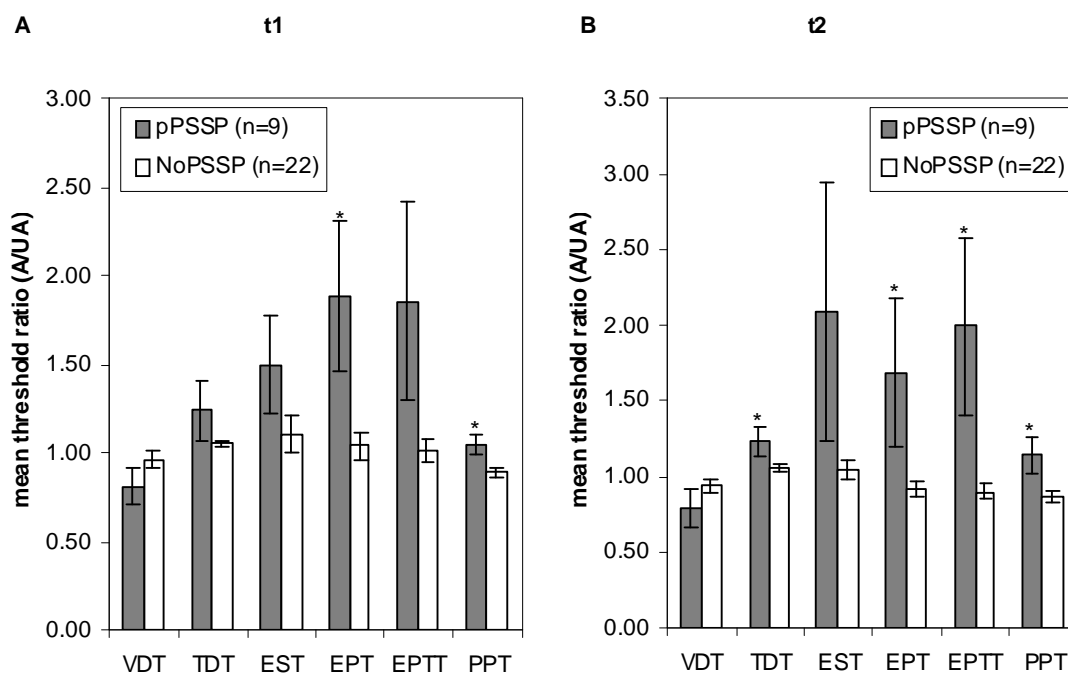 A t1
mean threshold ratio (A/UA)
3.00
2.50
2.00
1.50
1.00
0.50
0.00
pPSSP (n=9)
NoPSSP (n=22)
*
*
VDT TDT EST EPT EPTT PPT
B t2
mean threshold ratio (A/UA)
3.50
3.00
2.50
2.00
1.50
1.00
0.50
0.00
pPSSP (n=9)
NoPSSP (n=22)
*
*
*
*
VDT TDT EST EPT EPTT PPT